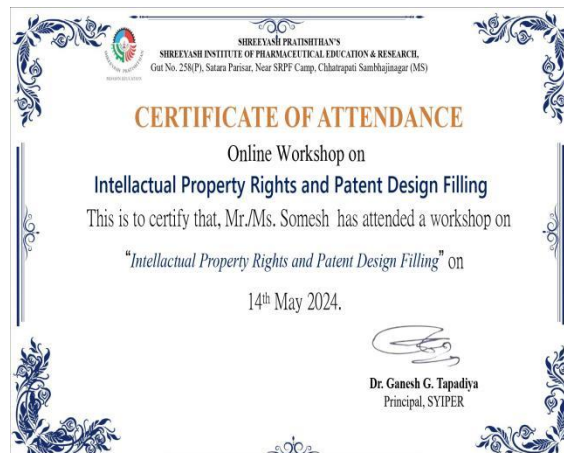 SHREEYASH PRATISHTHAN'S
SHREEYASH INSTITUTE OF PHARMACEUTICAL EDUCATION & RESEARCH,
Gut No. 258(P), Satara Parisar, Near SRPF Camp, Chhatrapati Sambhajinagar (MS)
SHREEYASH PRATISHTHAN
CERTIFICATE OF ATTENDANCE
Online Workshop on
Intellactual Property Rights and Patent Design Filling
This is to certify that, Mr./Ms. Somesh has attended a workshop on
"Intellactual Property Rights and Patent Design Filling" on
14th May 2024.
Dr. Ganesh G. Tapadiya
Principal, SYIPER